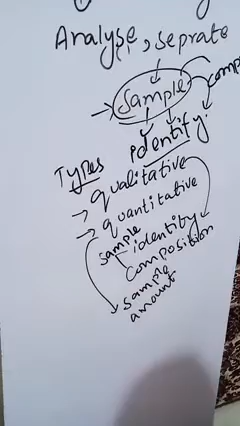 Analyse, seprate
Sample
comp
identify.
Types
qualitative
quantitative
sample identity
composition
sample
amount